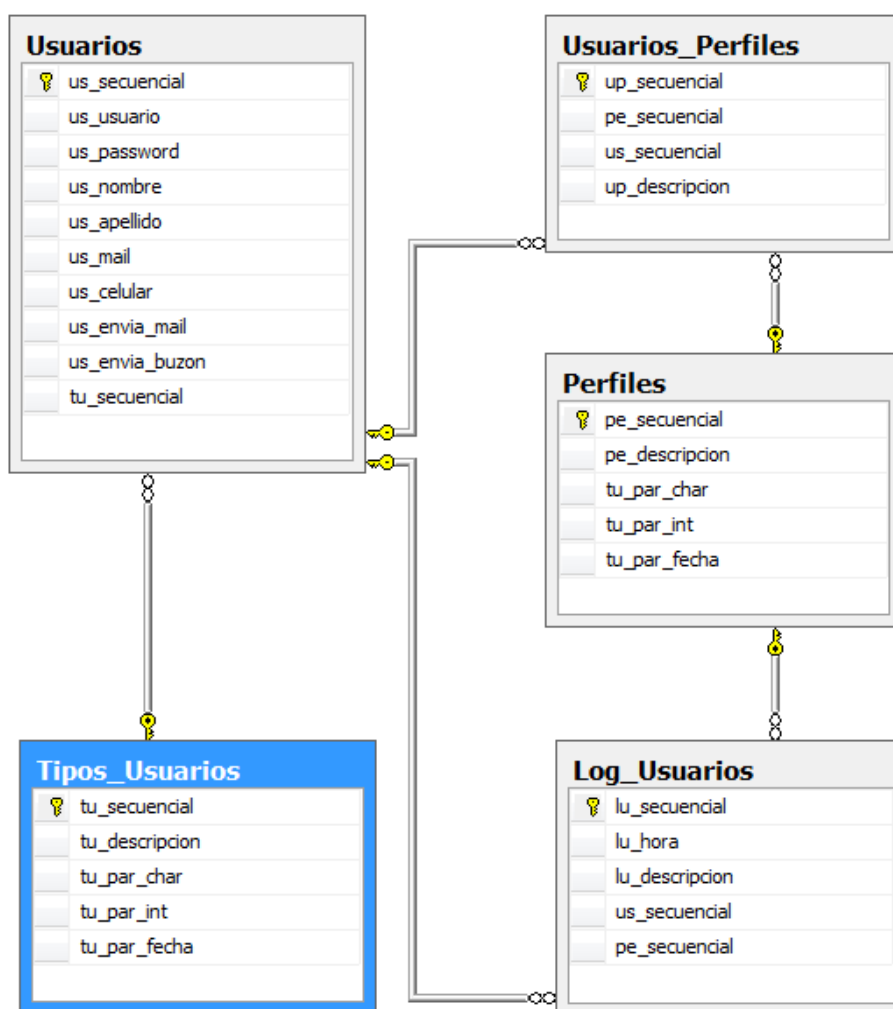 Usuarios
us_secuencial
us_usuario
us_password
us_nombre
us_apellido
us_mail
us_celular
us_envia_mail
us_envia_buzon
tu_secuencial
Usuarios_Perfiles
up_secuencial
pe_secuencial
us_secuencial
up_descripcion
Perfiles
pe_secuencial
pe_descripcion
tu_par_char
tu_par_int
tu_par_fecha
Tipos_Usuarios
tu_secuencial
tu_descripcion
tu_par_char
tu_par_int
tu_par_fecha
Log_Usuarios
lu_secuencial
lu_hora
lu_descripcion
us_secuencial
pe_secuencial